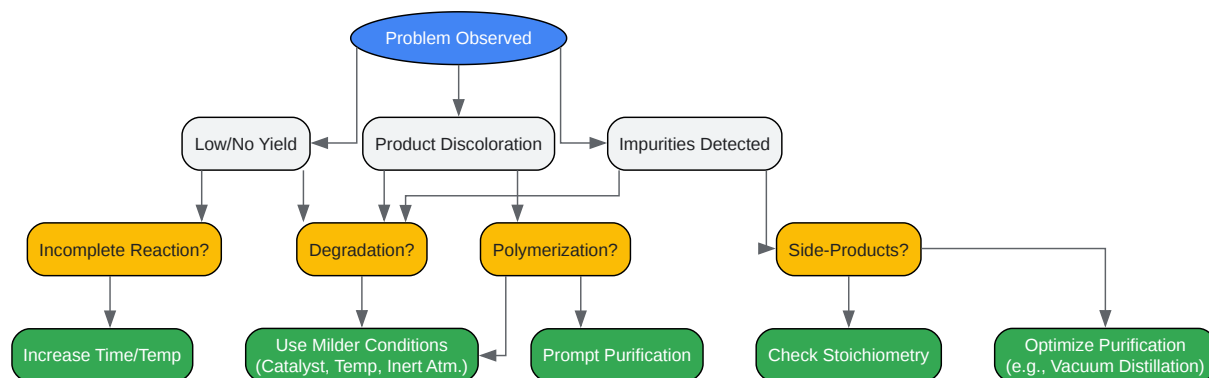 Problem Observed
Low/No Yield
Product Discoloration
Impurities Detected
Incomplete Reaction?
Degradation?
Polymerization?
Side-Products?
Increase Time/Temp
Use Milder Conditions
(Catalyst, Temp, Inert Atm.)
Prompt Purification
Check Stoichiometry
Optimize Purification
(e.g., Vacuum Distillation)